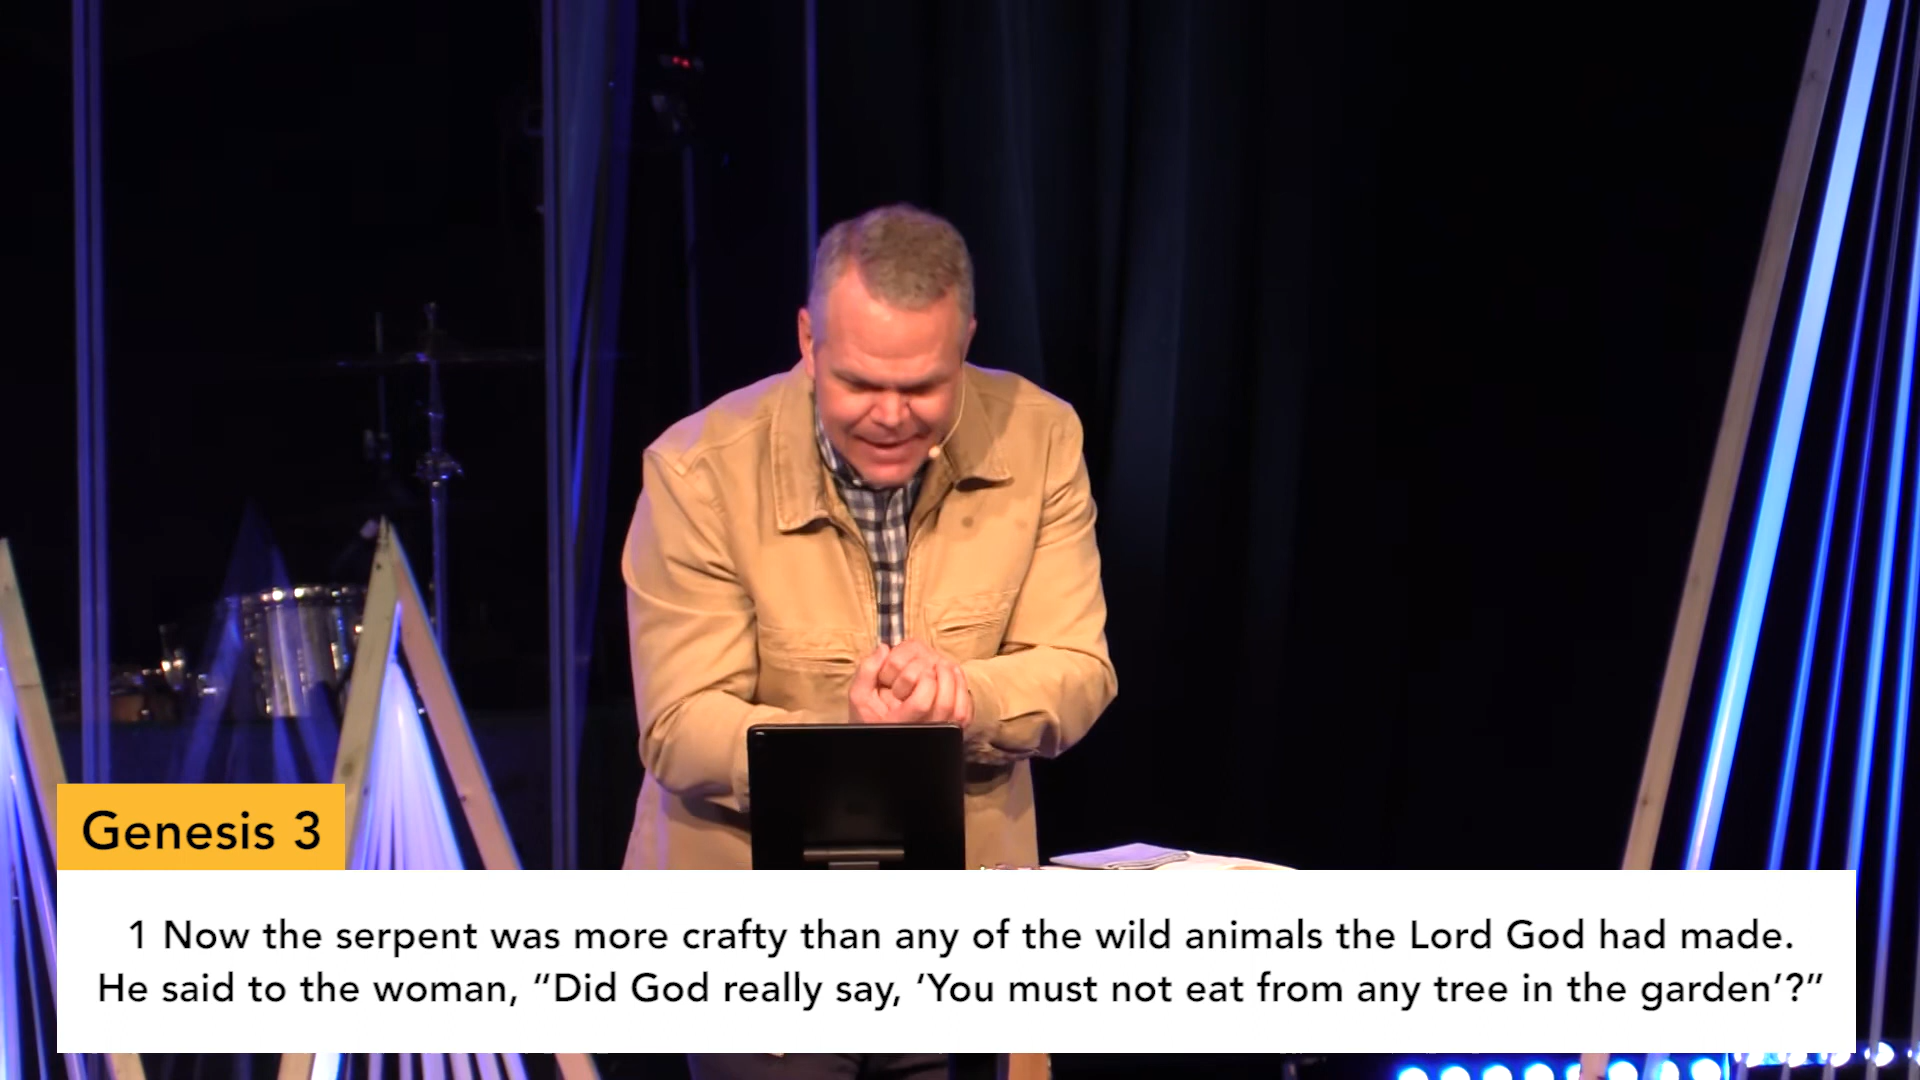 Genesis 3
1 Now the serpent was more crafty than any of the wild animals the Lord God had made.
He said to the woman, “Did God really say, ‘You must not eat from any tree in the garden’?”